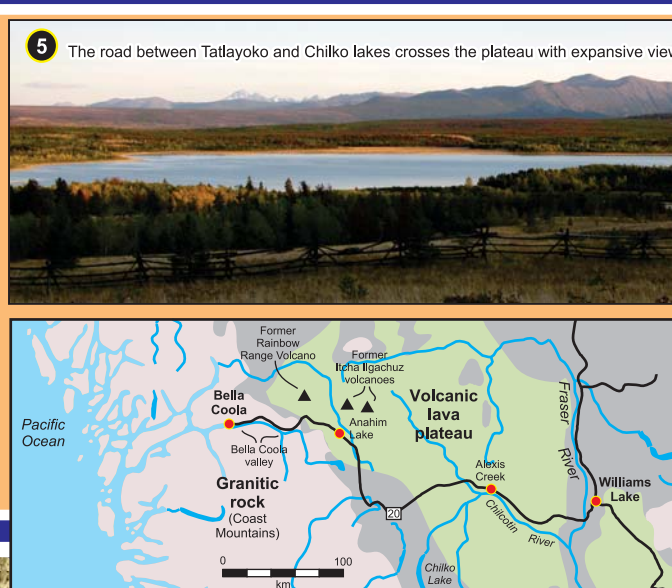 5
The road between Tatlayoko and Chilko lakes crosses the plateau with expansive
Former
Rainbow
Range Volcano
Former
Itcha Ilgachuz
volcanoes
Bella
Coola
Volcanic
lava
plateau
Pacific
Ocean
Anahim
Lake
Bella Coola
valley
Fraser
River
Granitic
rock
(Coast
Mountains)
Alexis
Creek
Williams
Lake
20
Chilcotin
River
Chilko
Lake
0 100
km